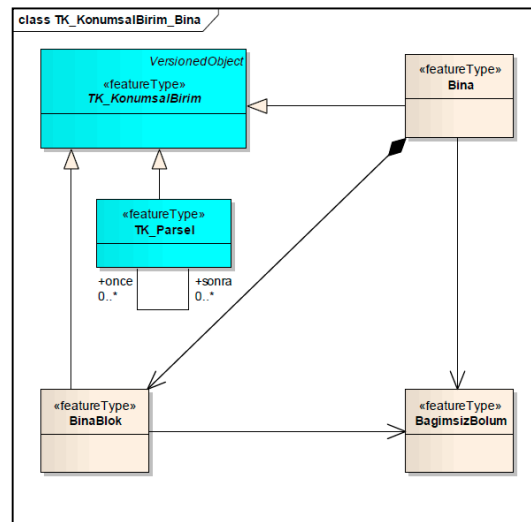 class TK_KonumsalBirim_Bina
VersionedObject
«featureType»
TK_KonumsalBirim
«featureType»
Bina
«featureType»
TK_Parsel
+once
0..*
+sonra
0..*
«featureType»
BinaBlok
«featureType»
BagimsizBolum